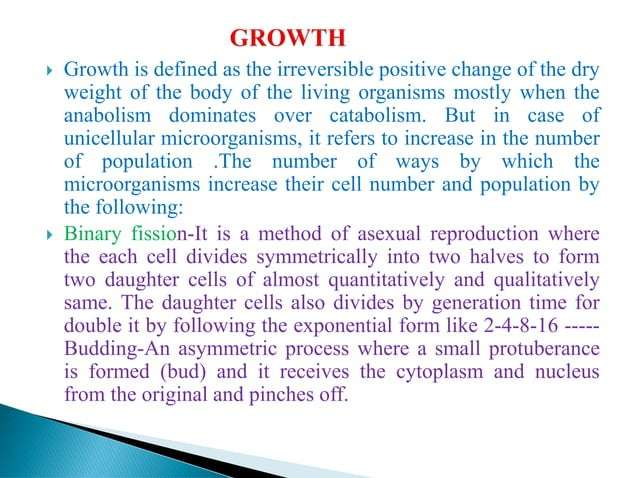 GROWTH
Growth is defined as the irreversible positive change of the dry
weight of the body of the living organisms mostly when the
anabolism dominates over catabolism. But in case of
unicellular microorganisms, it refers to increase in the number
of population .The number of ways by which the
microorganisms increase their cell number and population by
the following:
Binary fission-It is a method of asexual reproduction where
the each cell divides symmetrically into two halves to form
two daughter cells of almost quantitatively and qualitatively
same. The daughter cells also divides by generation time for
double it by following the exponential form like 2-4-8-16 -----
Budding-An asymmetric process where a small protuberance
is formed (bud) and it receives the cytoplasm and nucleus
from the original and pinches off.